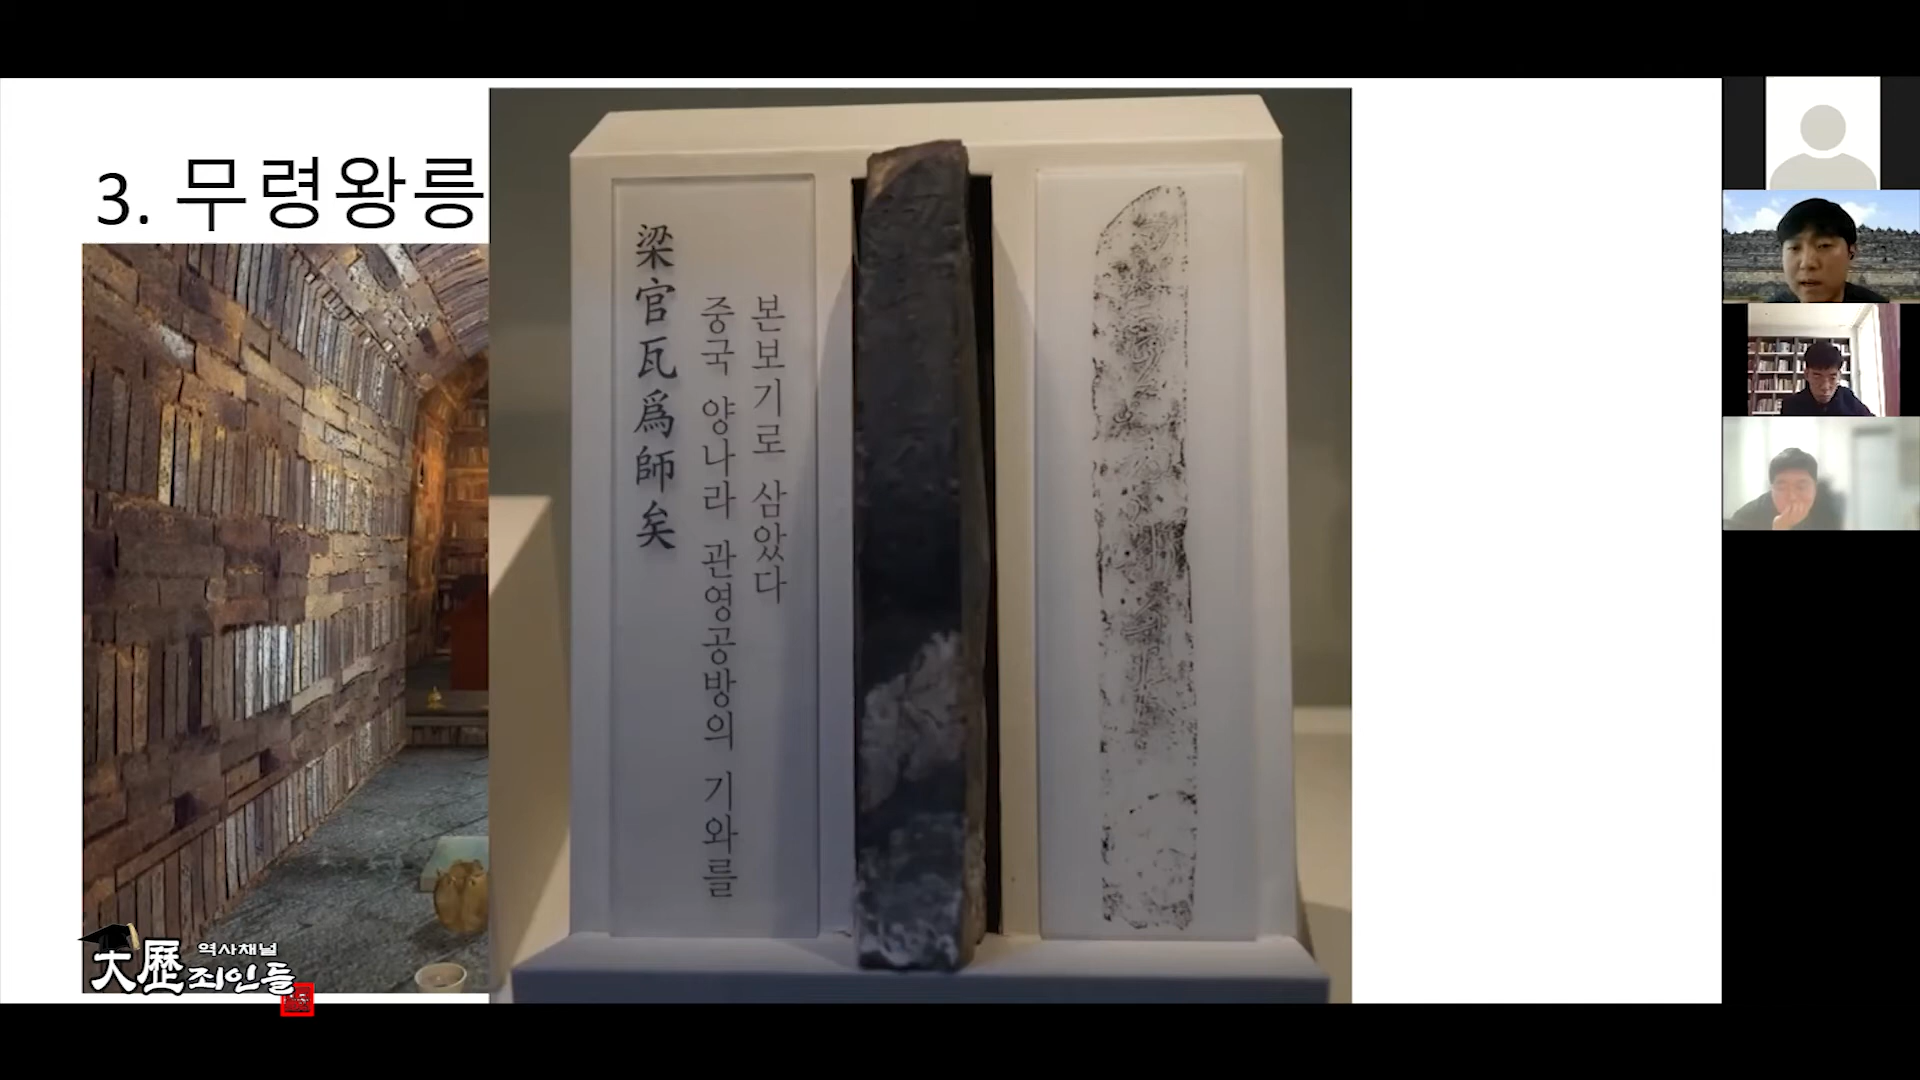 3. 무령왕릉
梁官瓦爲師矣
중국 양나라 관영공방의 기와를
본보기로 삼았다
大歷
역사채널
죄인들